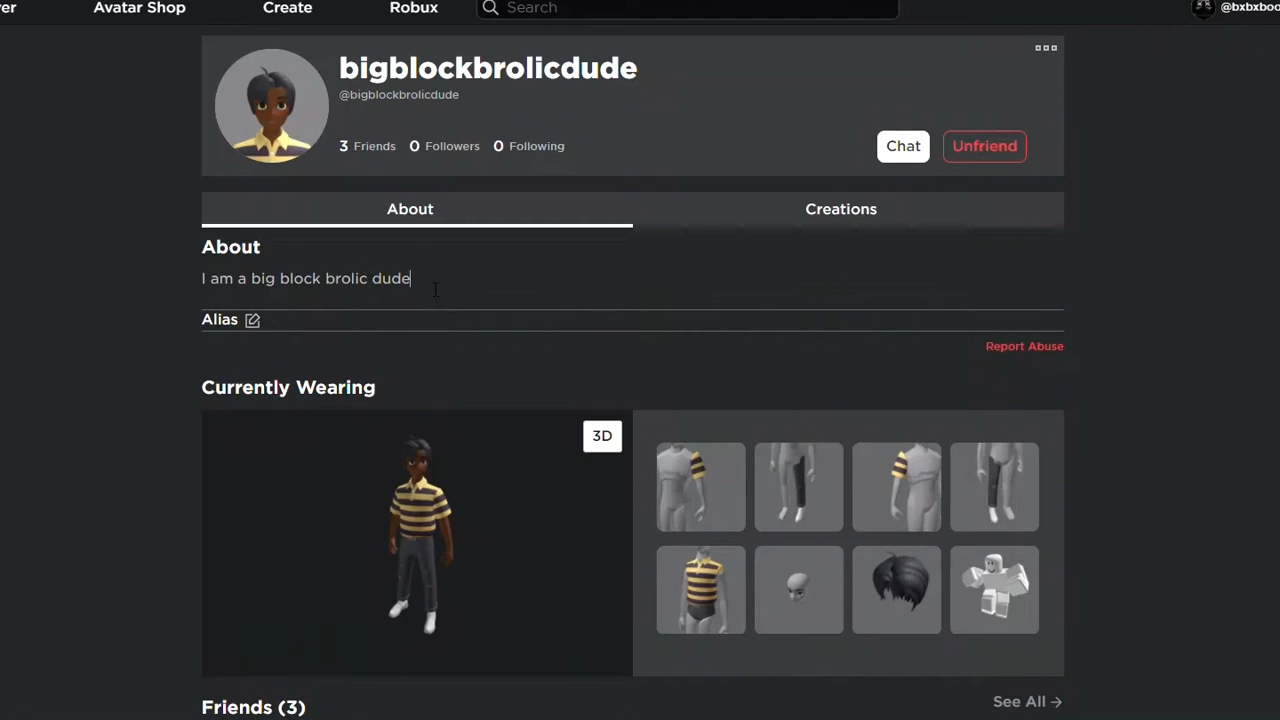 er Avatar Shop Create Robux Search @bxbxboo
bigblockbrolicdude
@bigblockbrolicdude
3 Friends 0 Followers 0 Following
Chat Unfriend
About Creations
About
I am a big block brolic dude
Alias
Report Abuse
Currently Wearing
3D
Friends (3) See All →